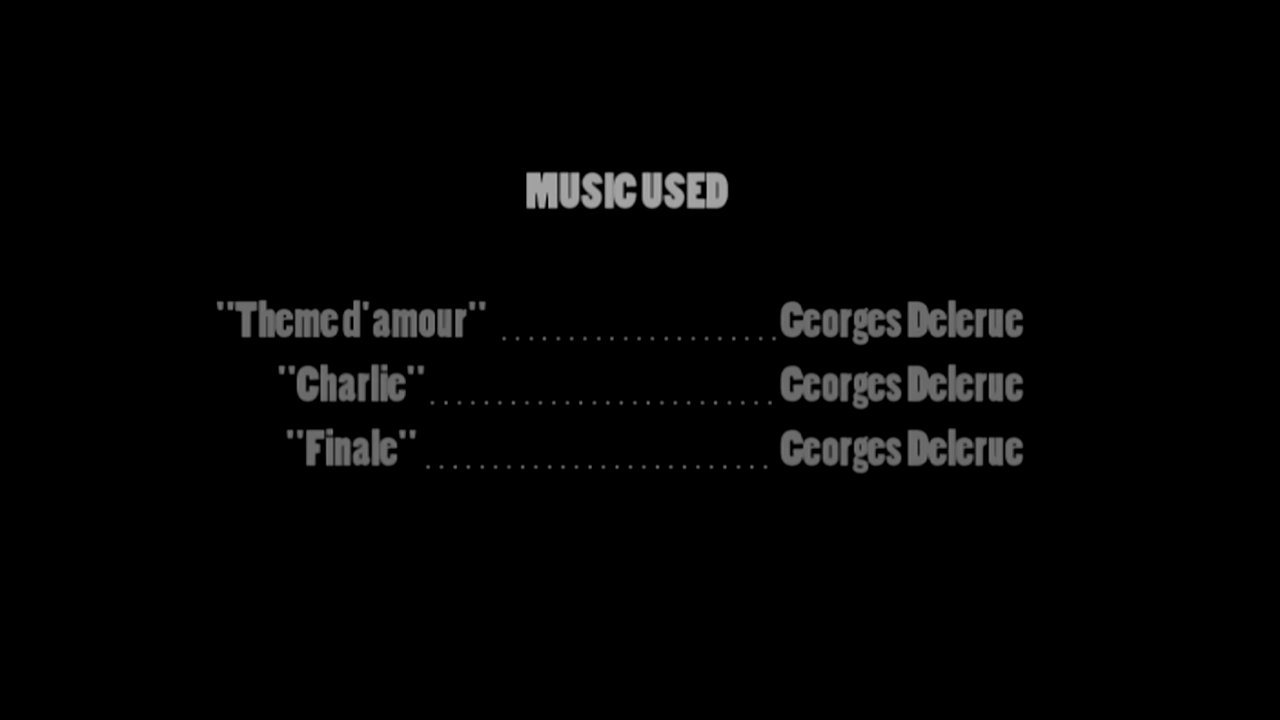 MUSIC USED
"Theme d'amour" ..................... Georges Delerue
"Charlie" .......................... Georges Delerue
"Finale" .......................... Georges Delerue